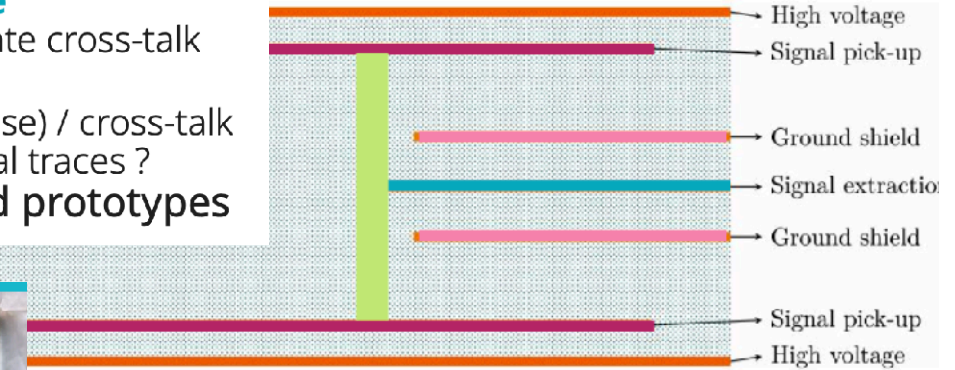 ate cross-talk
se) / cross-talk
al traces ?
d prototypes
High voltage
Signal pick-up
Ground shield
Signal extractio
Ground shield
Signal pick-up
High voltage